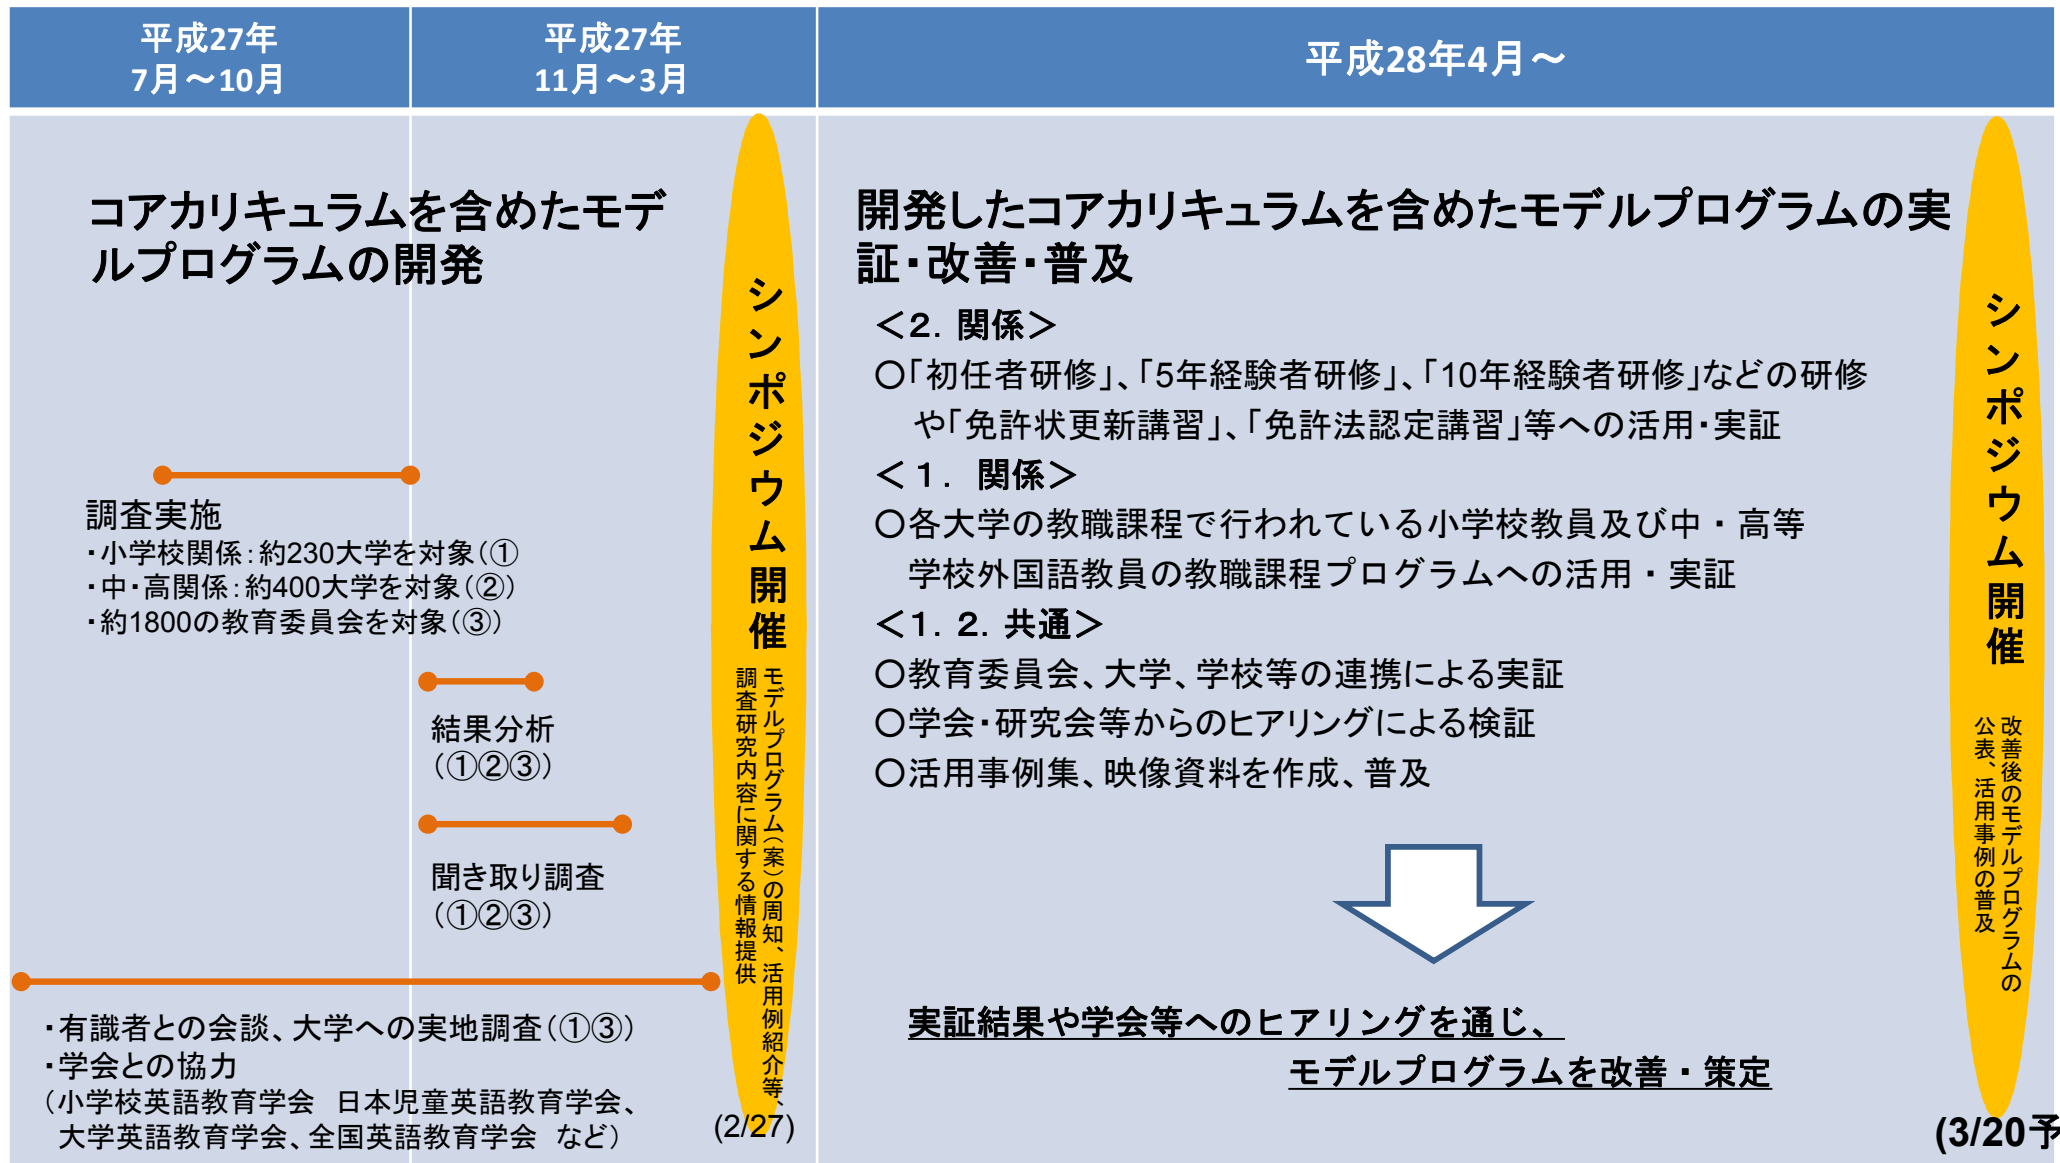 平成27年
7月～10月
平成27年
11月～3月
平成28年4月～
コアカリキュラムを含めたモデ
ルプログラムの開発
調査実施
・小学校関係：約230大学を対象（①
・中・高関係：約400大学を対象（②）
・約1800の教育委員会を対象（③）
結果分析
（①②③）
聞き取り調査
（①②③）
・有識者との会談、大学への実地調査（①③）
・学会との協力
（小学校英語教育学会　日本児童英語教育学会、
大学英語教育学会、全国英語教育学会　など）
シンポジウム開催
モデルプログラム（案）の周知、活用例紹介等、
調査研究内容に関する情報提供
(2/27)
開発したコアカリキュラムを含めたモデルプログラムの実
証・改善・普及
＜2．関係＞
○「初任者研修」、「5年経験者研修」、「10年経験者研修」などの研修
や「免許状更新講習」、「免許法認定講習」等への活用・実証
＜１．関係＞
○各大学の教職課程で行われている小学校教員及び中・高等
学校外国語教員の教職課程プログラムへの活用・実証
＜１．２．共通＞
○教育委員会、大学、学校等の連携による実証
○学会・研究会等からのヒアリングによる検証
○活用事例集、映像資料を作成、普及
実証結果や学会等へのヒアリングを通じ、
モデルプログラムを改善・策定
シンポジウム開催
改善後のモデルプログラムの
公表、活用事例の普及
(3/20予